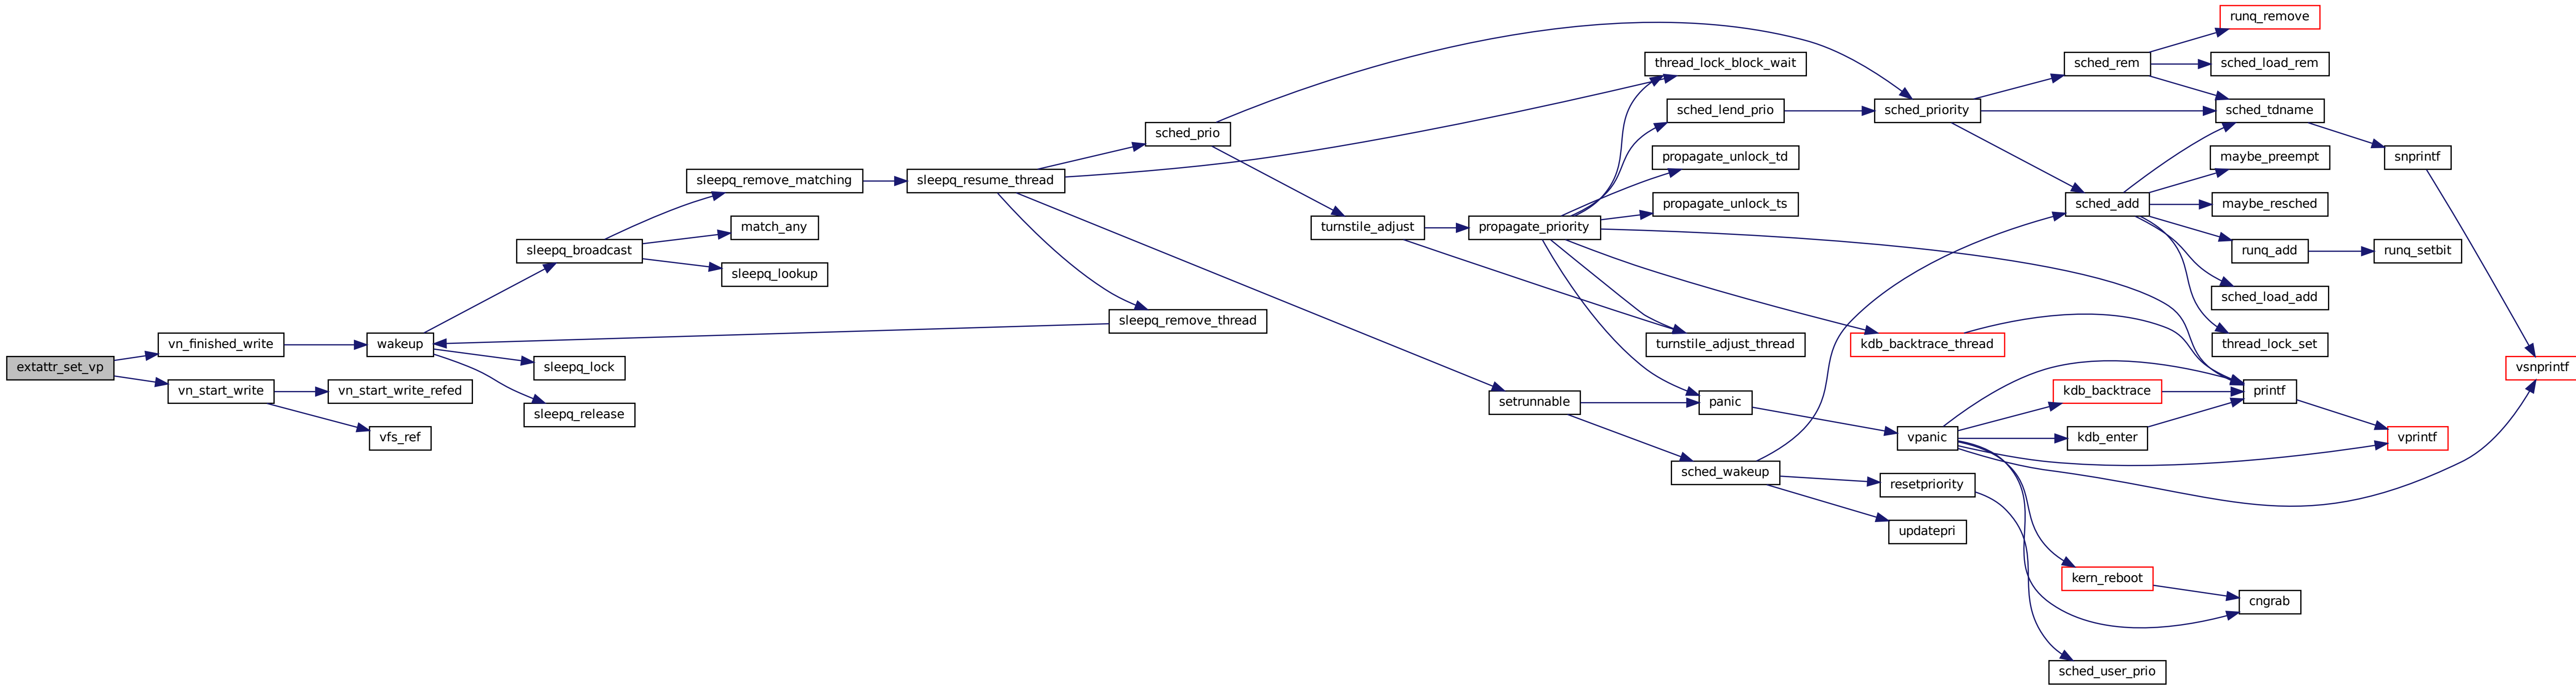 extattr_set_vp
vn_finished_write
vn_start_write
wakeup
vn_start_write_refed
vfs_ref
sleepq_broadcast
sleepq_lock
sleepq_release
sleepq_remove_matching
match_any
sleepq_lookup
sleepq_resume_thread
sched_prio
sleepq_remove_thread
turnstile_adjust
propagate_priority
setrunnable
thread_lock_block_wait
sched_lend_prio
propagate_unlock_td
propagate_unlock_ts
turnstile_adjust_thread
panic
sched_wakeup
sched_priority
kdb_backtrace_thread
vpanic
resetpriority
updatepri
sched_rem
sched_add
kdb_backtrace
kdb_enter
kern_reboot
sched_user_prio
runq_remove
sched_load_rem
sched_tdname
maybe_preempt
maybe_resched
runq_add
sched_load_add
thread_lock_set
printf
cngrab
snprintf
runq_setbit
vprintf
vsnprintf